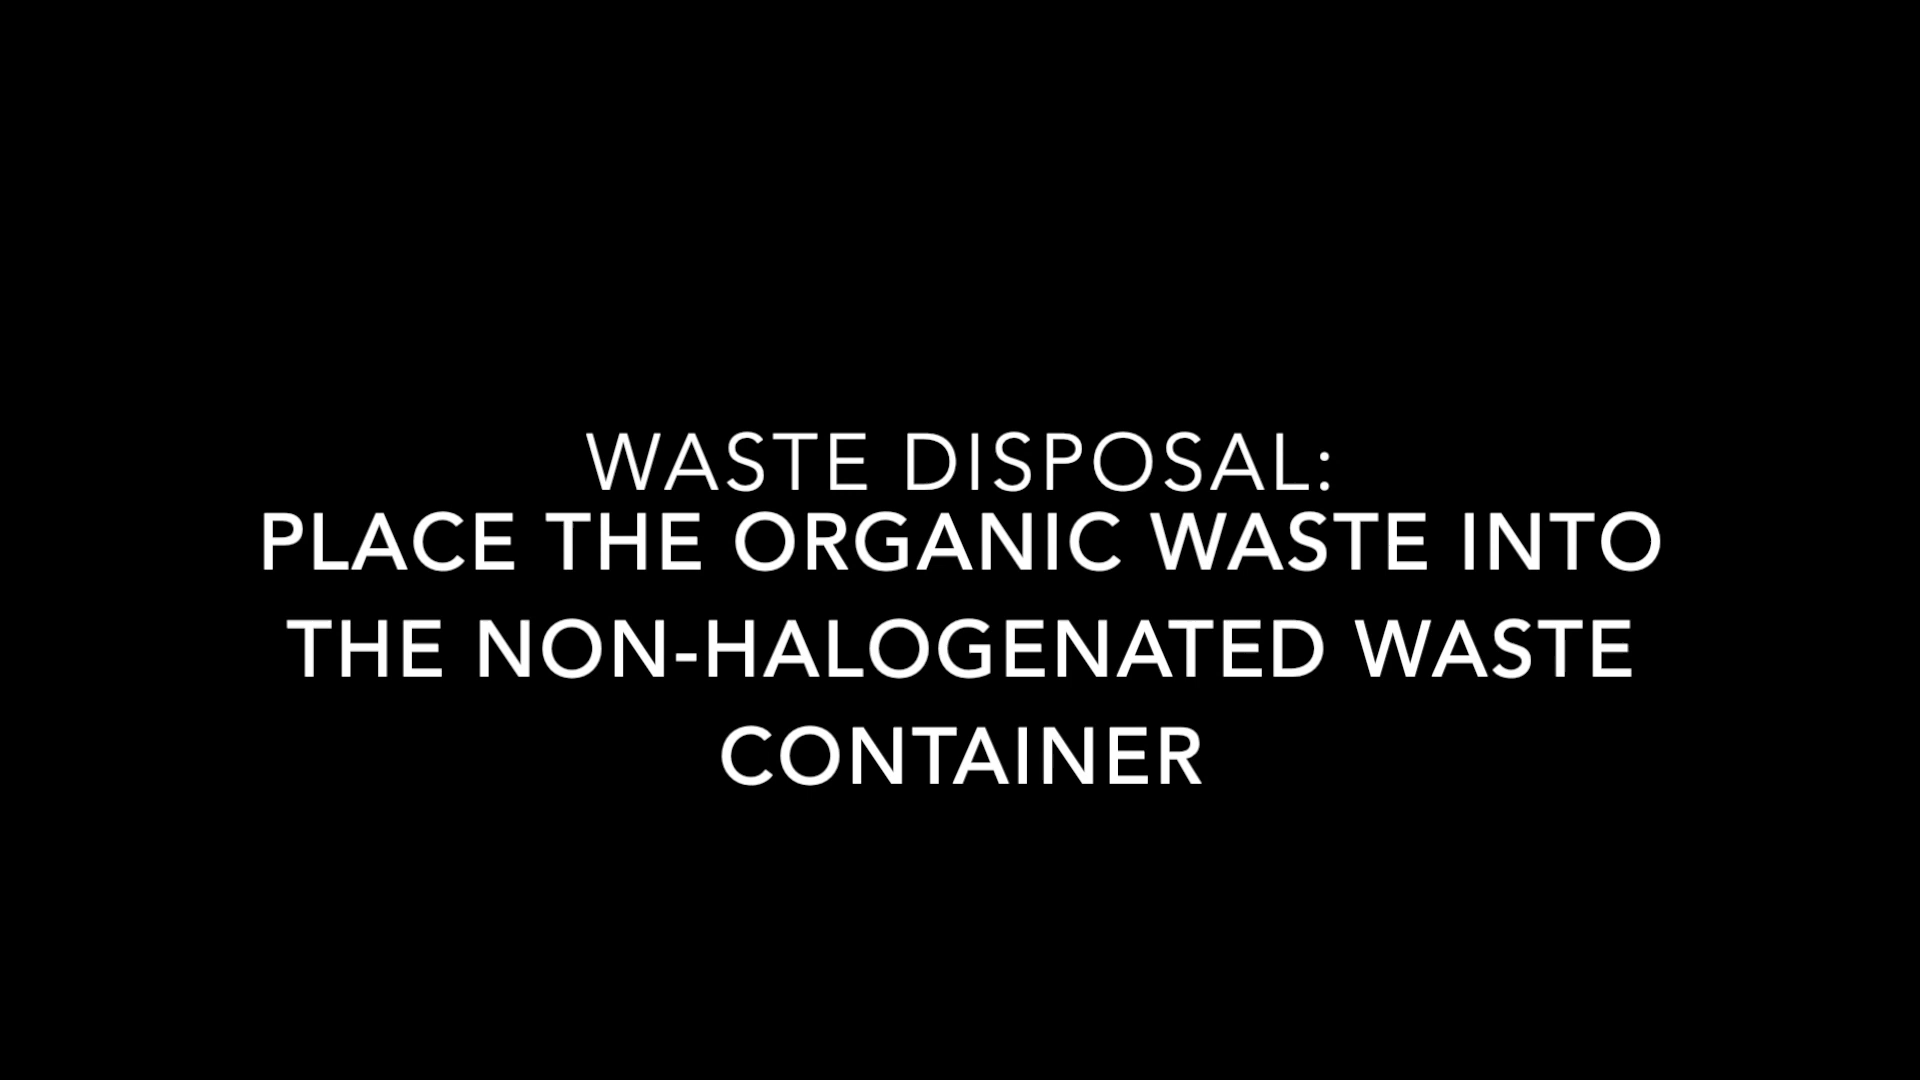 WASTE DISPOSAL:
PLACE THE ORGANIC WASTE INTO
THE NON-HALOGENATED WASTE
CONTAINER